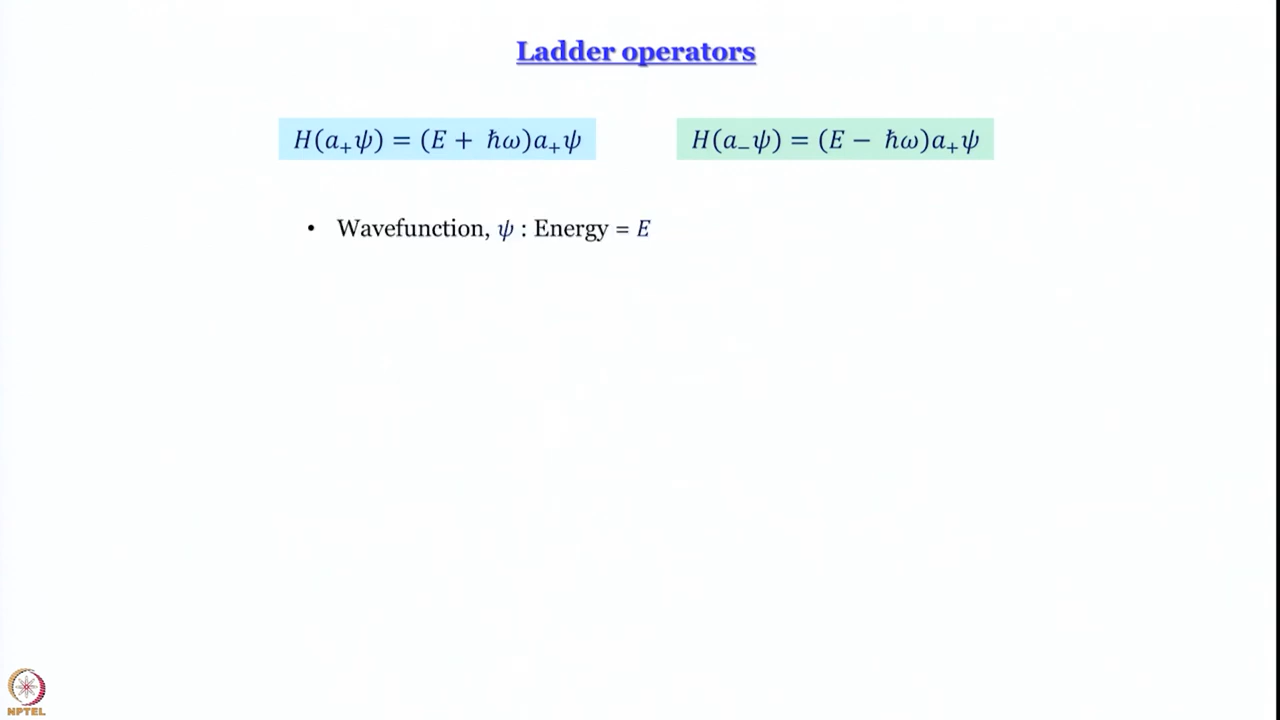 Ladder operators
H(a₊ψ) = (E + ħω)a₊ψ
H(a₋ψ) = (E − ħω)a₊ψ
• Wavefunction, ψ : Energy = E
NPTEL